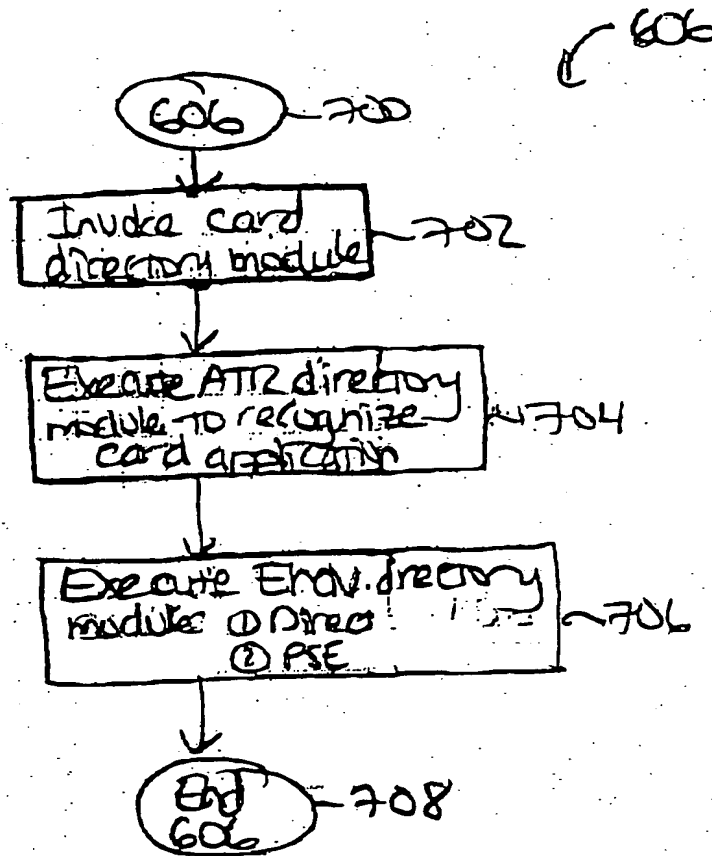 606
606
700
Invoke card
directory module
702
Execute ATR directory
module to recognize
card application
704
Execute directory
module ① Direct
② PSE
706
End
606
708